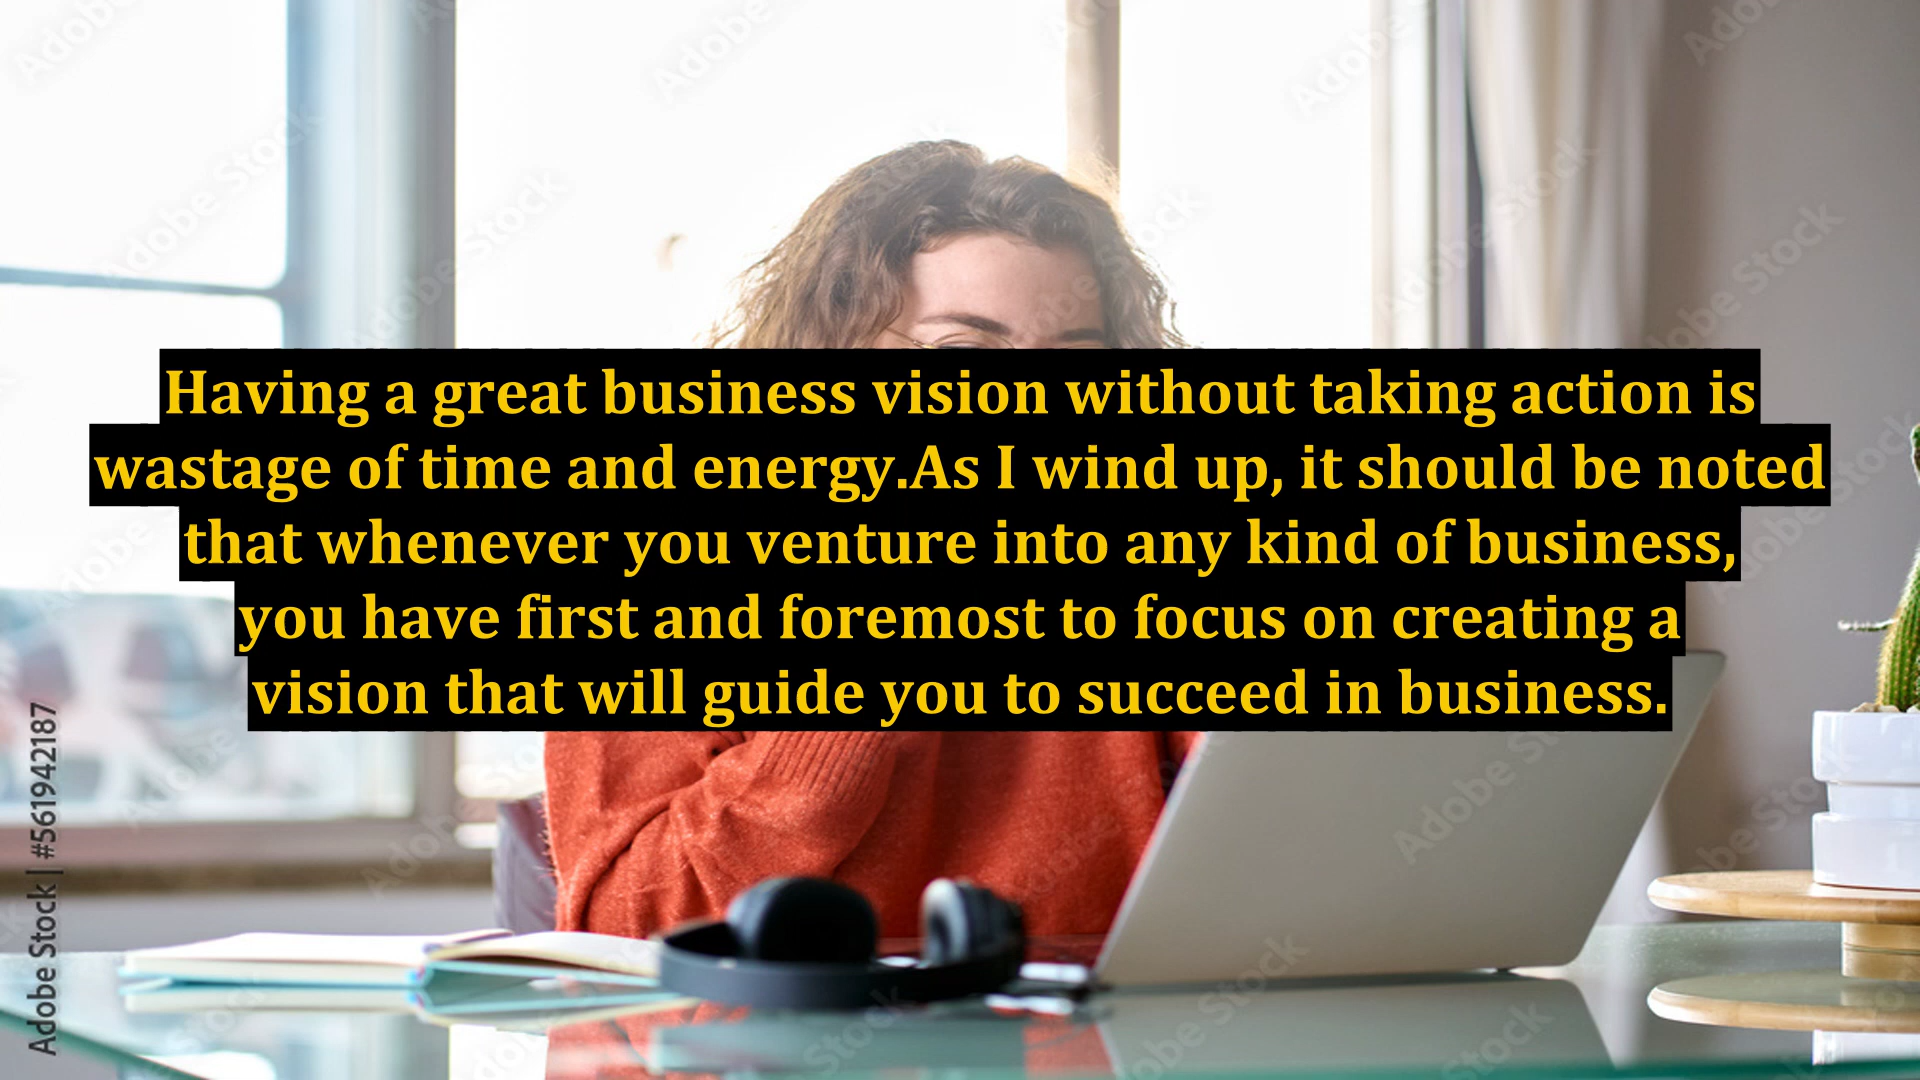 Having a great business vision without taking action is
wastage of time and energy.As I wind up, it should be noted
that whenever you venture into any kind of business,
you have first and foremost to focus on creating a
vision that will guide you to succeed in business.
Adobe Stock | #561942187
Adobe Stock